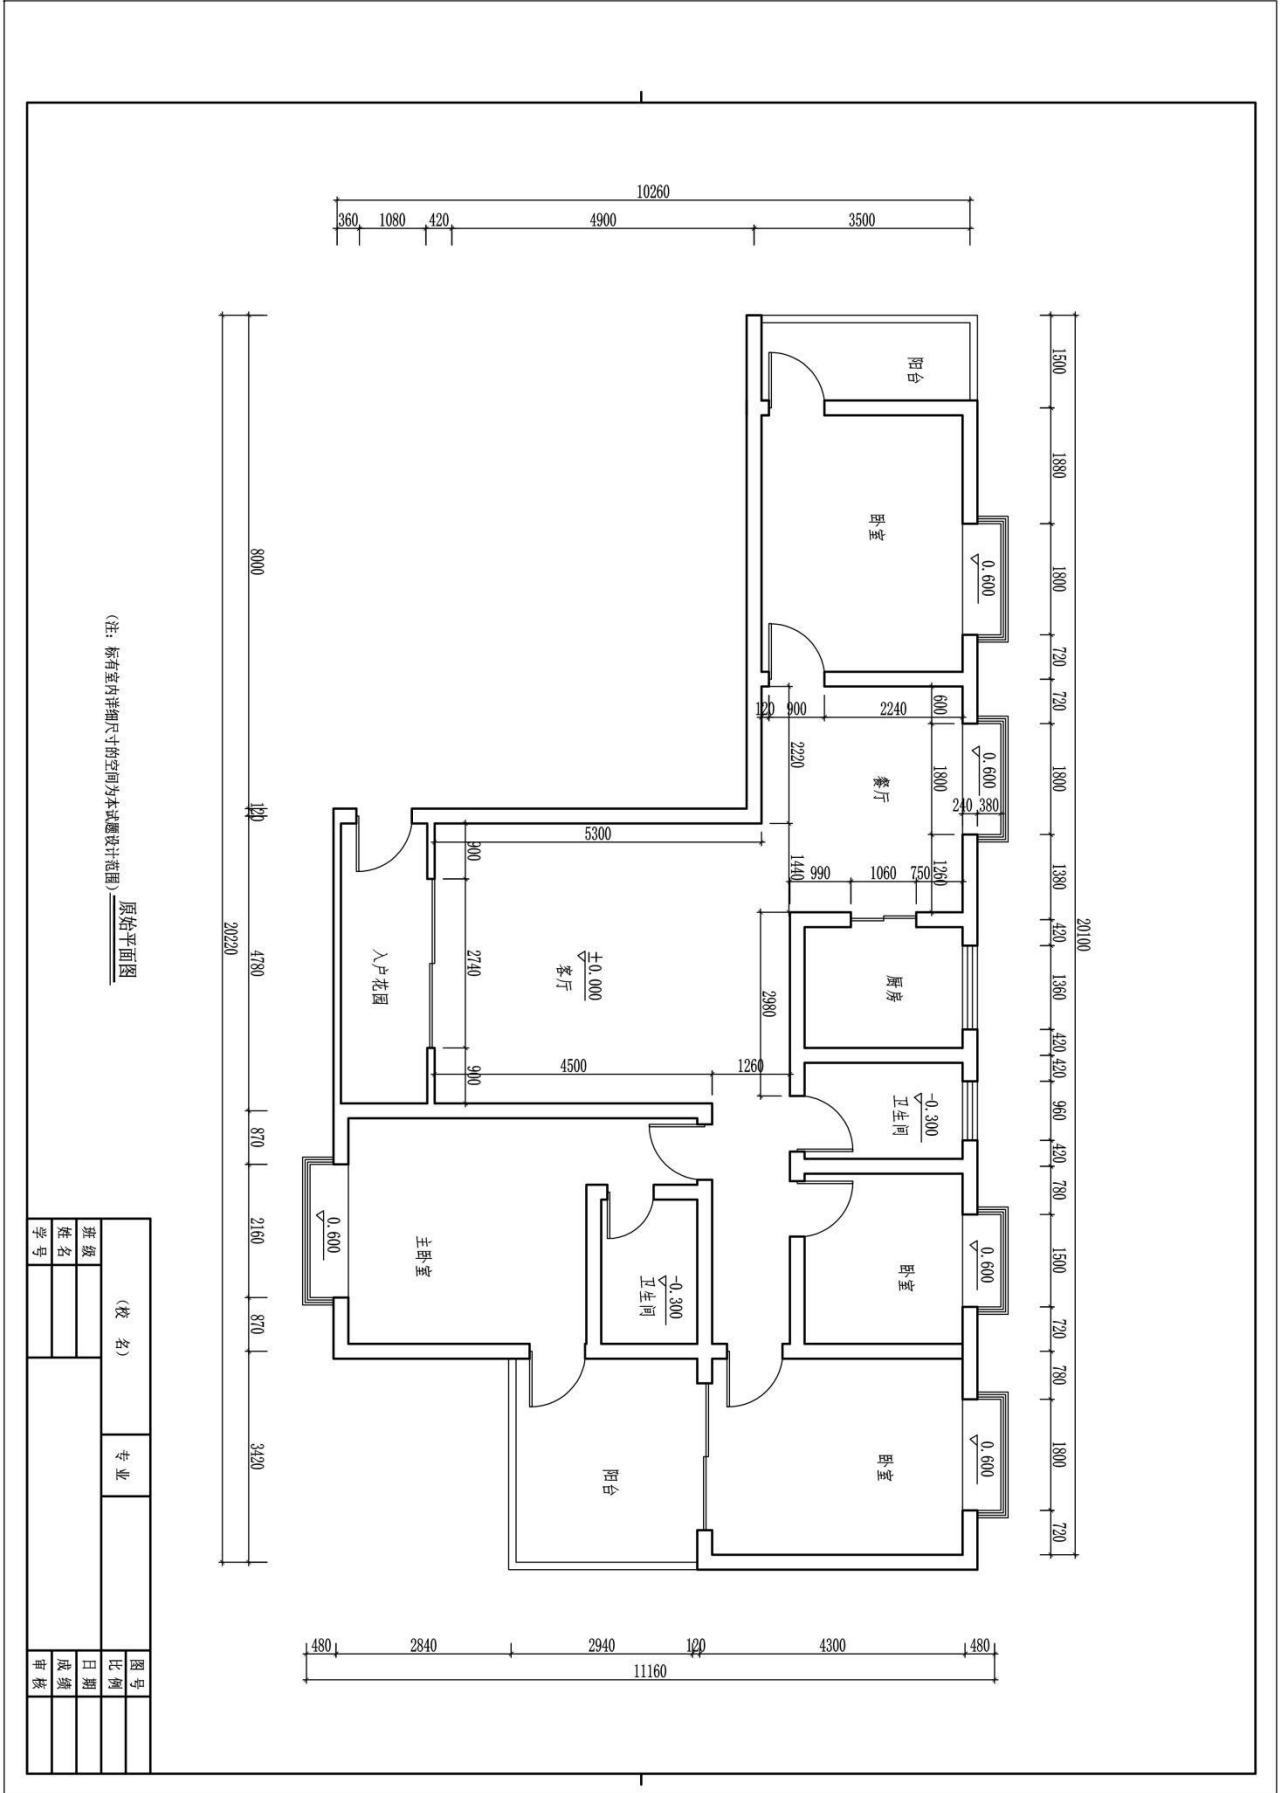 20100
1500 1880 1800 720 720 1800 1380 420 1360 420 420 960 420 780 1500 720 780 1800 720
0.600
0.600
0.600
0.600
阳台
卧室
600 1800 1260
240 380
2240
900
120
2220
1440
餐厅
750
1060
990
厨房
-0.300
卫生间
卧室
卧室
2980
5300
1260
4500
±0.000
客厅
900 2740 900
入户花园
-0.300
卫生间
主卧室
0.600
阳台
8000 120 4780 870 2160 870 3420
20220
3500
4900
420
1080
360
10260
480
4300
120
2940
2840
480
11160
原始平面图
(注：标有室内详细尺寸的空间为本试题设计范围)
(校 名)
专 业
图 号
比 例
班 级
日 期
姓 名
成 绩
学 号
审 核